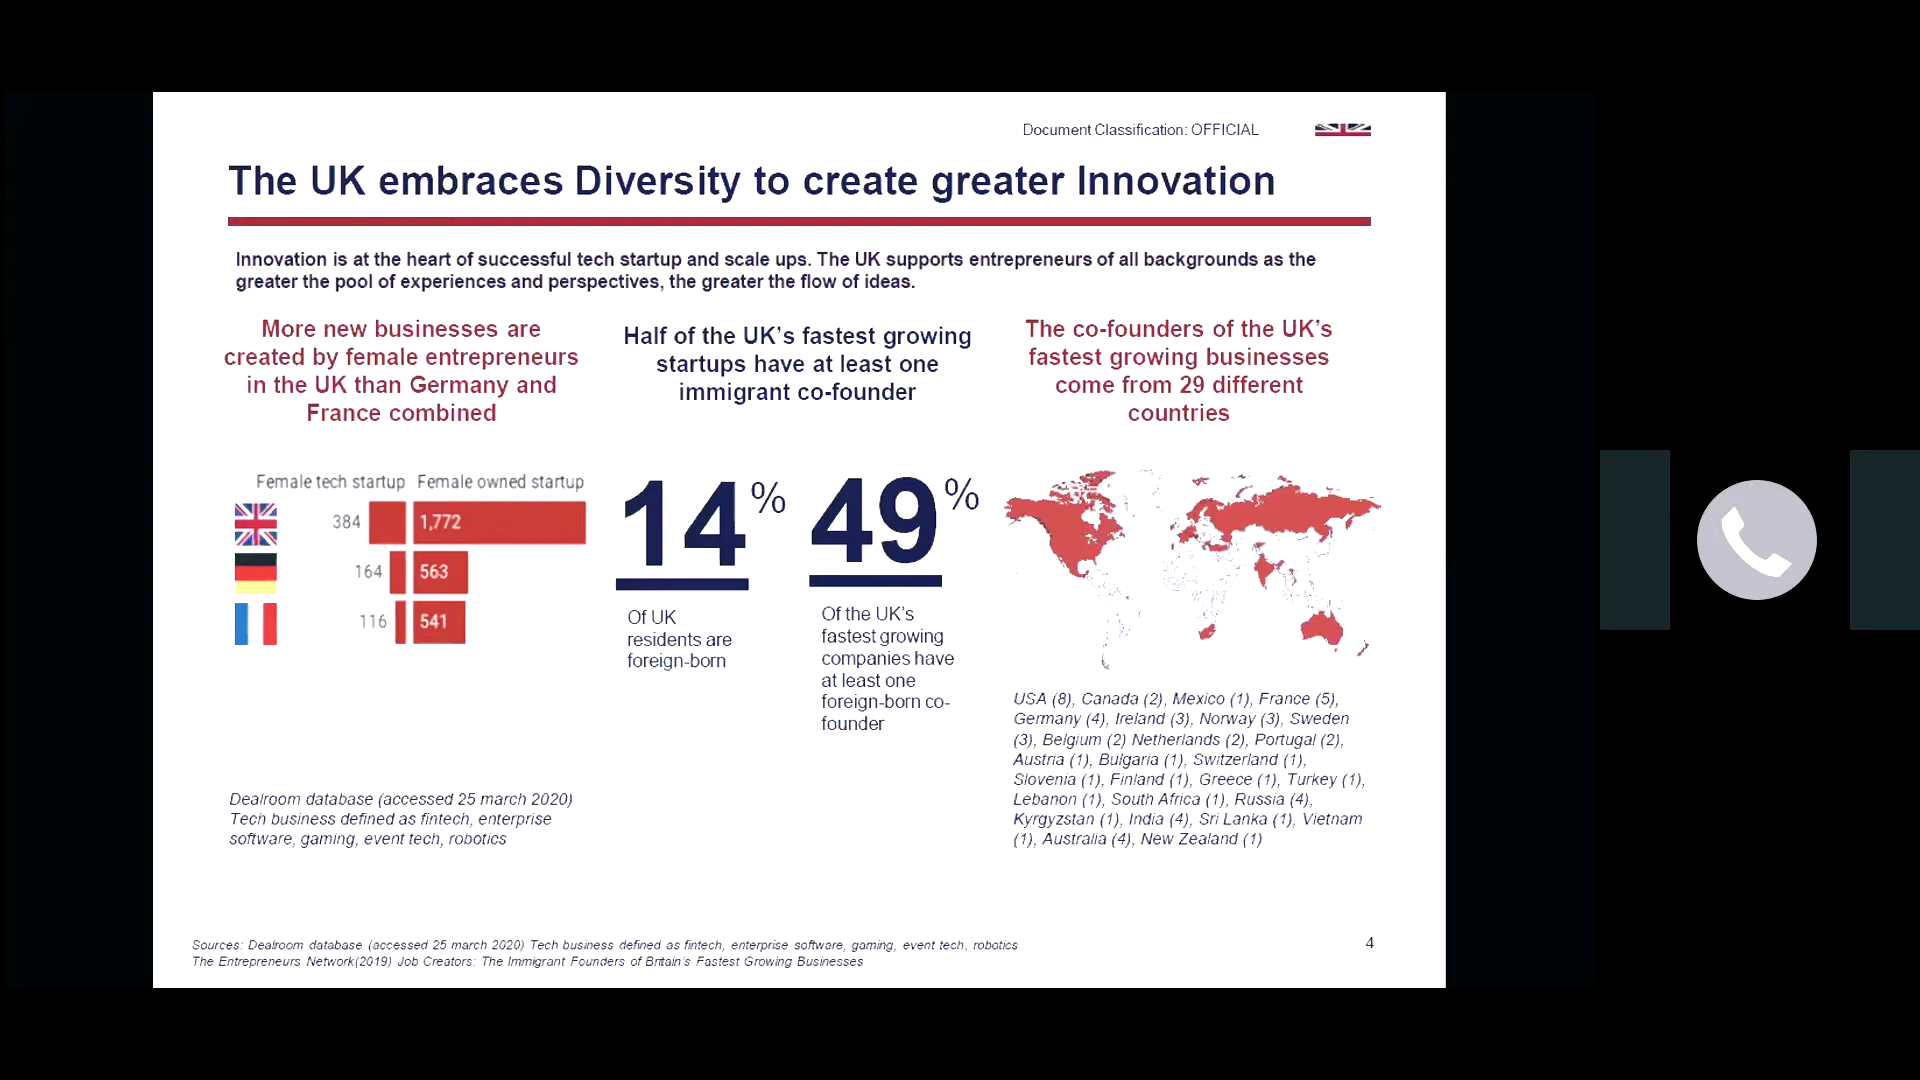 Document Classification: OFFICIAL
The UK embraces Diversity to create greater Innovation
Innovation is at the heart of successful tech startup and scale ups. The UK supports entrepreneurs of all backgrounds as the
greater the pool of experiences and perspectives, the greater the flow of ideas.
More new businesses are
created by female entrepreneurs
in the UK than Germany and
France combined
Female tech startup Female owned startup
384 1,772
164 563
116 541
Dealroom database (accessed 25 march 2020)
Tech business defined as fintech, enterprise
software, gaming, event tech, robotics
Half of the UK's fastest growing
startups have at least one
immigrant co-founder
14%
Of UK
residents are
foreign-born
49%
Of the UK's
fastest growing
companies have
at least one
foreign-born co-
founder
The co-founders of the UK's
fastest growing businesses
come from 29 different
countries
USA (8), Canada (2), Mexico (1), France (5),
Germany (4), Ireland (3), Norway (3), Sweden
(3), Belgium (2) Netherlands (2), Portugal (2),
Austria (1), Bulgaria (1), Switzerland (1),
Slovenia (1), Finland (1), Greece (1), Turkey (1),
Lebanon (1), South Africa (1), Russia (4),
Kyrgyzstan (1), India (4), Sri Lanka (1), Vietnam
(1), Australia (4), New Zealand (1)
Sources: Dealroom database (accessed 25 march 2020) Tech business defined as fintech, enterprise software, gaming, event tech, robotics
The Entrepreneurs Network(2019) Job Creators: The Immigrant Founders of Britain's Fastest Growing Businesses
4